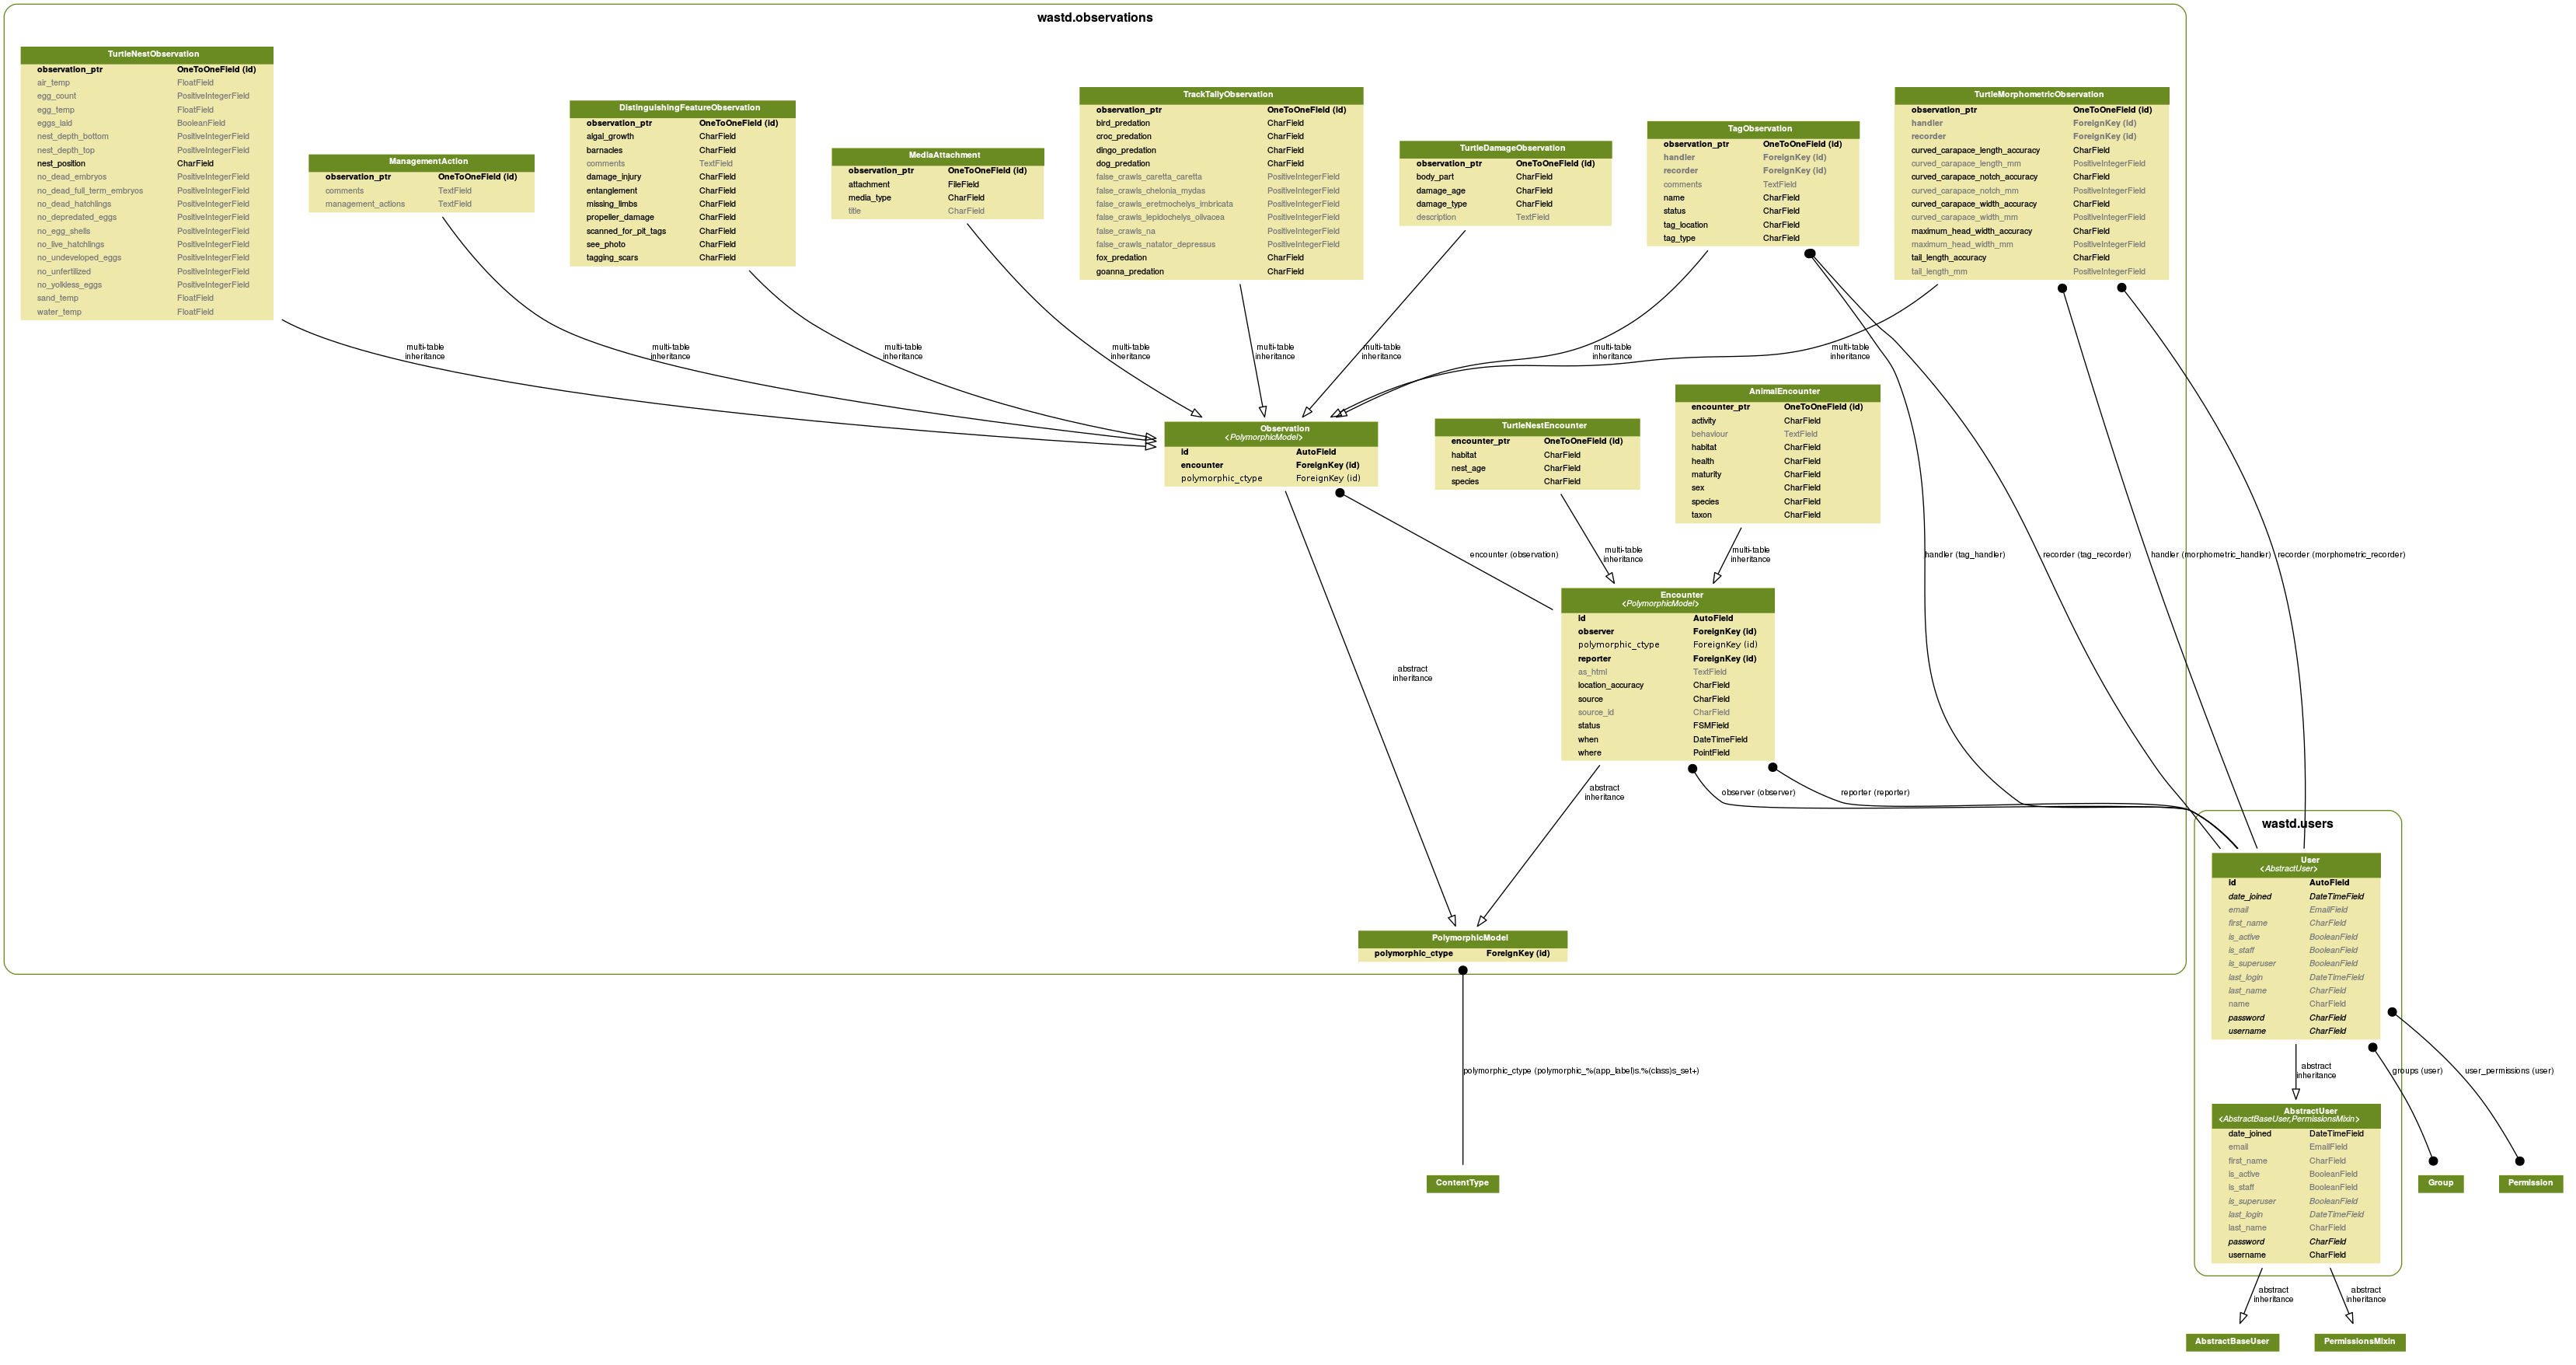 wastd.observations
TurtleNestObservation
observation_ptr OneToOneField (id)
air_temp FloatField
egg_count PositiveIntegerField
egg_temp FloatField
eggs_laid BooleanField
nest_depth_bottom PositiveIntegerField
nest_depth_top PositiveIntegerField
nest_position CharField
no_dead_embryos PositiveIntegerField
no_dead_full_term_embryos PositiveIntegerField
no_dead_hatchlings PositiveIntegerField
no_depredated_eggs PositiveIntegerField
no_egg_shells PositiveIntegerField
no_live_hatchlings PositiveIntegerField
no_undeveloped_eggs PositiveIntegerField
no_unfertilized PositiveIntegerField
no_yolkless_eggs PositiveIntegerField
sand_temp FloatField
water_temp FloatField
ManagementAction
observation_ptr OneToOneField (id)
comments TextField
management_actions TextField
DistinguishingFeatureObservation
observation_ptr OneToOneField (id)
algal_growth CharField
barnacles CharField
comments TextField
damage_injury CharField
entanglement CharField
missing_limbs CharField
propeller_damage CharField
scanned_for_pit_tags CharField
see_photo CharField
tagging_scars CharField
MediaAttachment
observation_ptr OneToOneField (id)
attachment FileField
media_type CharField
title CharField
TrackTallyObservation
observation_ptr OneToOneField (id)
bird_predation CharField
croc_predation CharField
dingo_predation CharField
dog_predation CharField
false_crawls_caretta_caretta PositiveIntegerField
false_crawls_chelonia_mydas PositiveIntegerField
false_crawls_eretmochelys_imbricata PositiveIntegerField
false_crawls_lepidochelys_olivacea PositiveIntegerField
false_crawls_na PositiveIntegerField
false_crawls_natator_depressus PositiveIntegerField
fox_predation CharField
goanna_predation CharField
TurtleDamageObservation
observation_ptr OneToOneField (id)
body_part CharField
damage_age CharField
damage_type CharField
description TextField
TagObservation
observation_ptr OneToOneField (id)
handler ForeignKey (id)
recorder ForeignKey (id)
comments TextField
name CharField
status CharField
tag_location CharField
tag_type CharField
TurtleMorphometricObservation
observation_ptr OneToOneField (id)
handler ForeignKey (id)
recorder ForeignKey (id)
curved_carapace_length_accuracy CharField
curved_carapace_length_mm PositiveIntegerField
curved_carapace_notch_accuracy CharField
curved_carapace_notch_mm PositiveIntegerField
curved_carapace_width_accuracy CharField
curved_carapace_width_mm PositiveIntegerField
maximum_head_width_accuracy CharField
maximum_head_width_mm PositiveIntegerField
tail_length_accuracy CharField
tail_length_mm PositiveIntegerField
multi-table
inheritance
multi-table
inheritance
multi-table
inheritance
multi-table
inheritance
multi-table
inheritance
multi-table
inheritance
multi-table
inheritance
multi-table
inheritance
Observation
<PolymorphicModel>
id AutoField
encounter ForeignKey (id)
polymorphic_ctype ForeignKey (id)
TurtleNestEncounter
encounter_ptr OneToOneField (id)
habitat CharField
nest_age CharField
species CharField
AnimalEncounter
encounter_ptr OneToOneField (id)
activity CharField
behaviour TextField
habitat CharField
health CharField
maturity CharField
sex CharField
species CharField
taxon CharField
encounter (observation)
multi-table
inheritance
multi-table
inheritance
handler (tag_handler)
recorder (tag_recorder)
handler (morphometric_handler)
recorder (morphometric_recorder)
Encounter
<PolymorphicModel>
id AutoField
observer ForeignKey (id)
polymorphic_ctype ForeignKey (id)
reporter ForeignKey (id)
as_html TextField
location_accuracy CharField
source CharField
source_id CharField
status FSMField
when DateTimeField
where PointField
abstract
inheritance
abstract
inheritance
observer (observer)
reporter (reporter)
wastd.users
User
<AbstractUser>
id AutoField
date_joined DateTimeField
email EmailField
first_name CharField
is_active BooleanField
is_staff BooleanField
is_superuser BooleanField
last_login DateTimeField
last_name CharField
name CharField
password CharField
username CharField
PolymorphicModel
polymorphic_ctype ForeignKey (id)
polymorphic_ctype (polymorphic_%(app_label)s.%(class)s_set+)
abstract
inheritance
groups (user)
user_permissions (user)
AbstractUser
<AbstractBaseUser,PermissionsMixin>
date_joined DateTimeField
email EmailField
first_name CharField
is_active BooleanField
is_staff BooleanField
is_superuser BooleanField
last_login DateTimeField
last_name CharField
password CharField
username CharField
ContentType
Group
Permission
abstract
inheritance
abstract
inheritance
AbstractBaseUser
PermissionsMixin